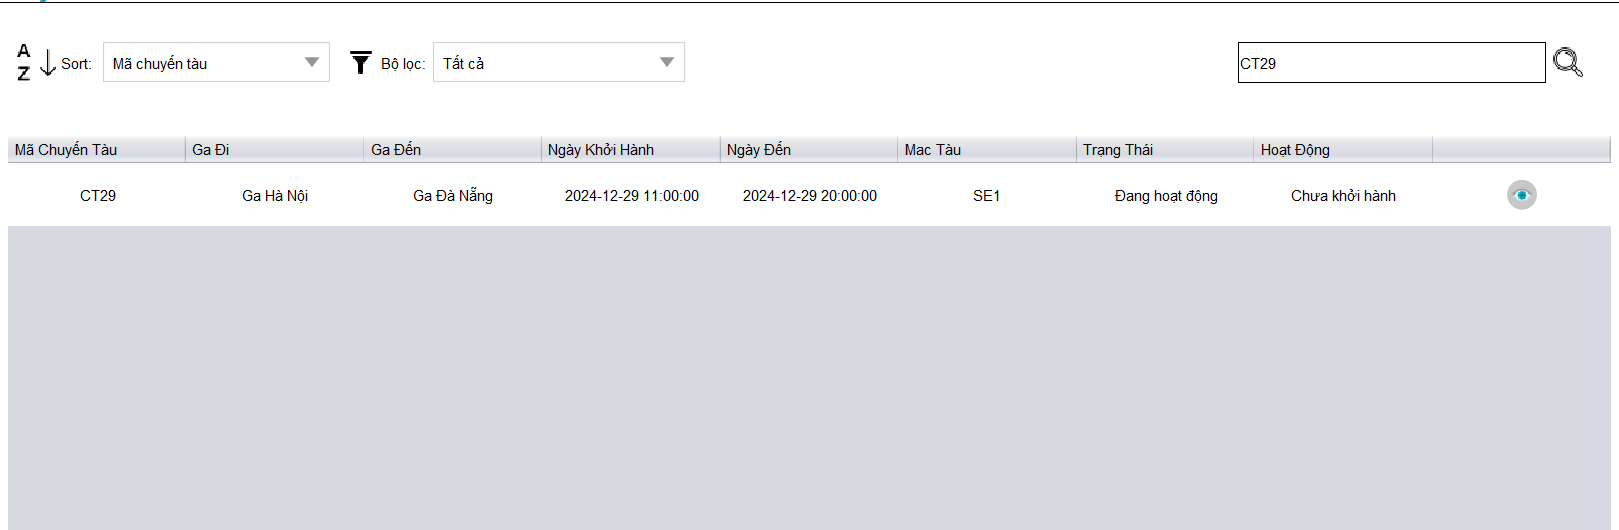 A
Z
Sort: Mã chuyến tàu Bộ lọc: Tất cả CT29
Mã Chuyến Tàu Ga Đi Ga Đến Ngày Khởi Hành Ngày Đến Mac Tàu Trạng Thái Hoạt Động
CT29 Ga Hà Nội Ga Đà Nẵng 2024-12-29 11:00:00 2024-12-29 20:00:00 SE1 Đang hoạt động Chưa khởi hành